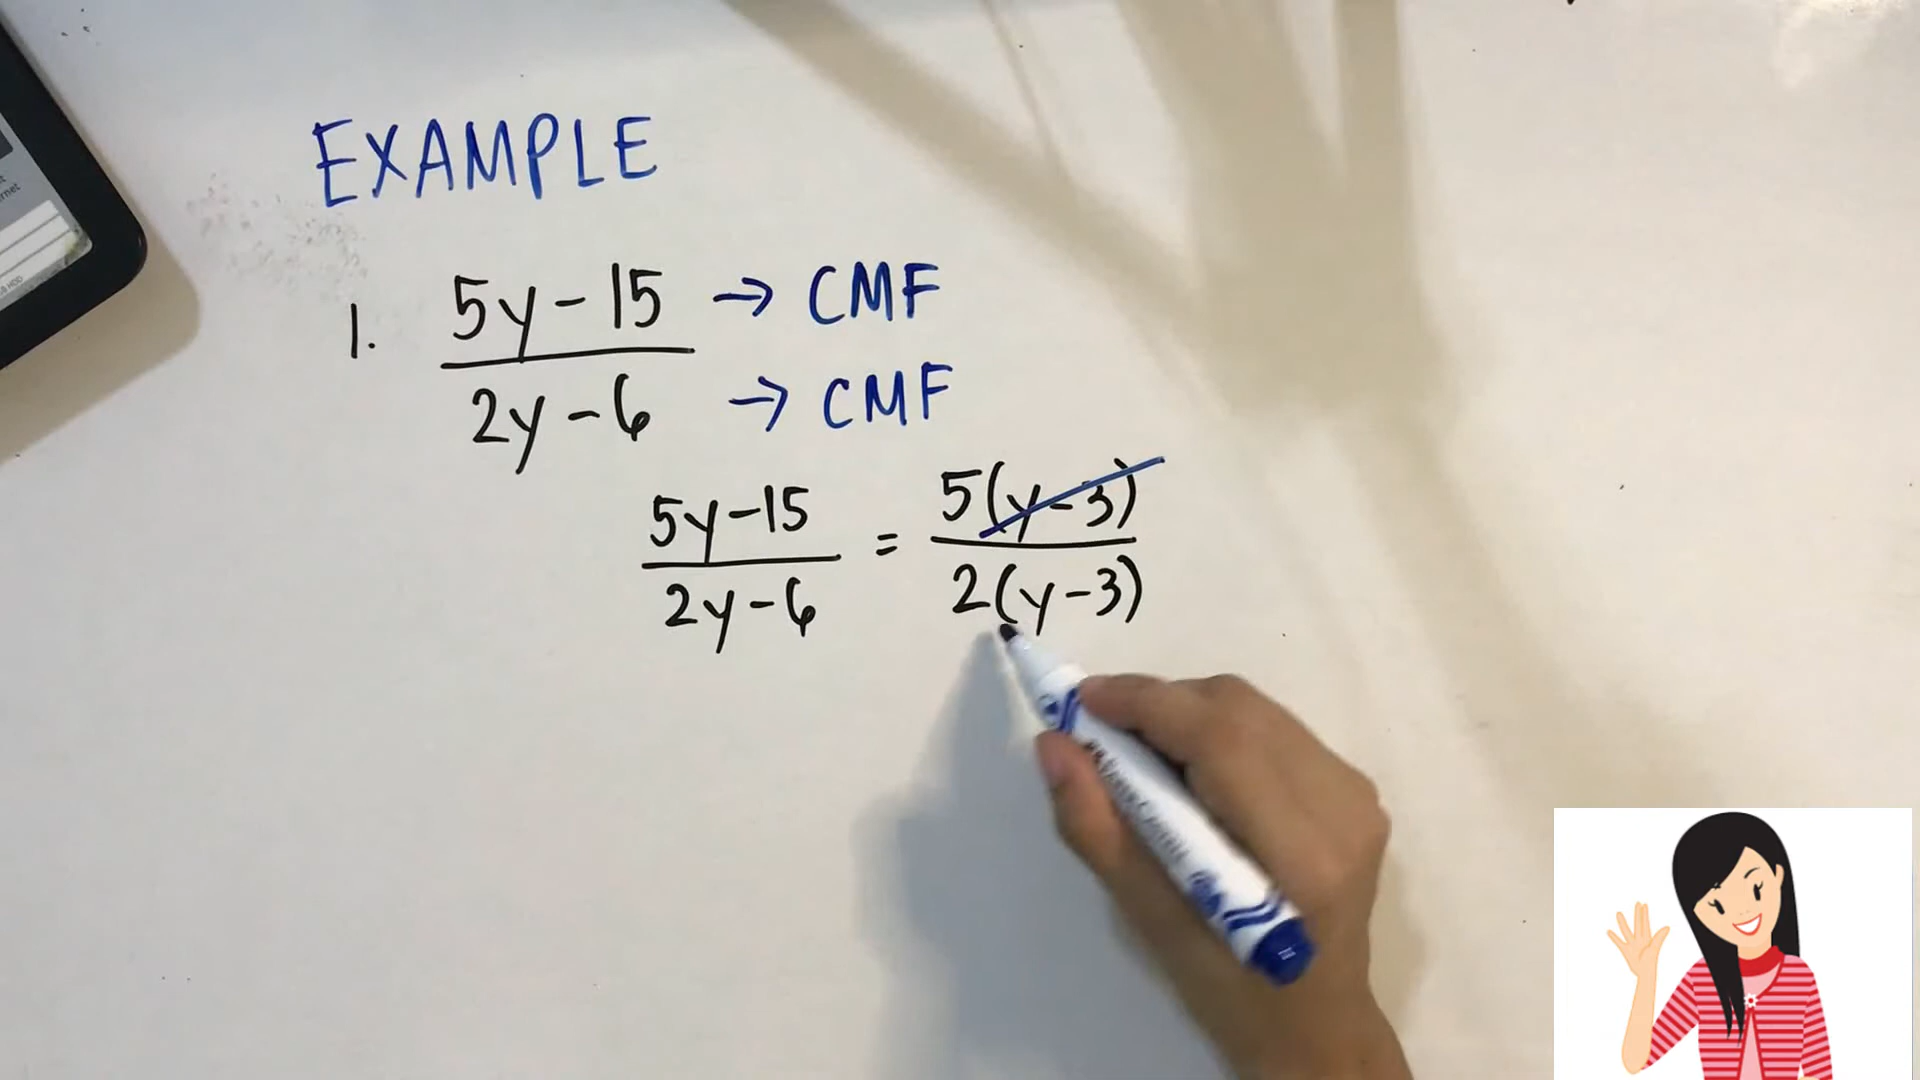 EXAMPLE
1. 5y-15 → CMF
2y-6 → CMF
5y-15 = 5(y-3)
2y-6 2(y-3)